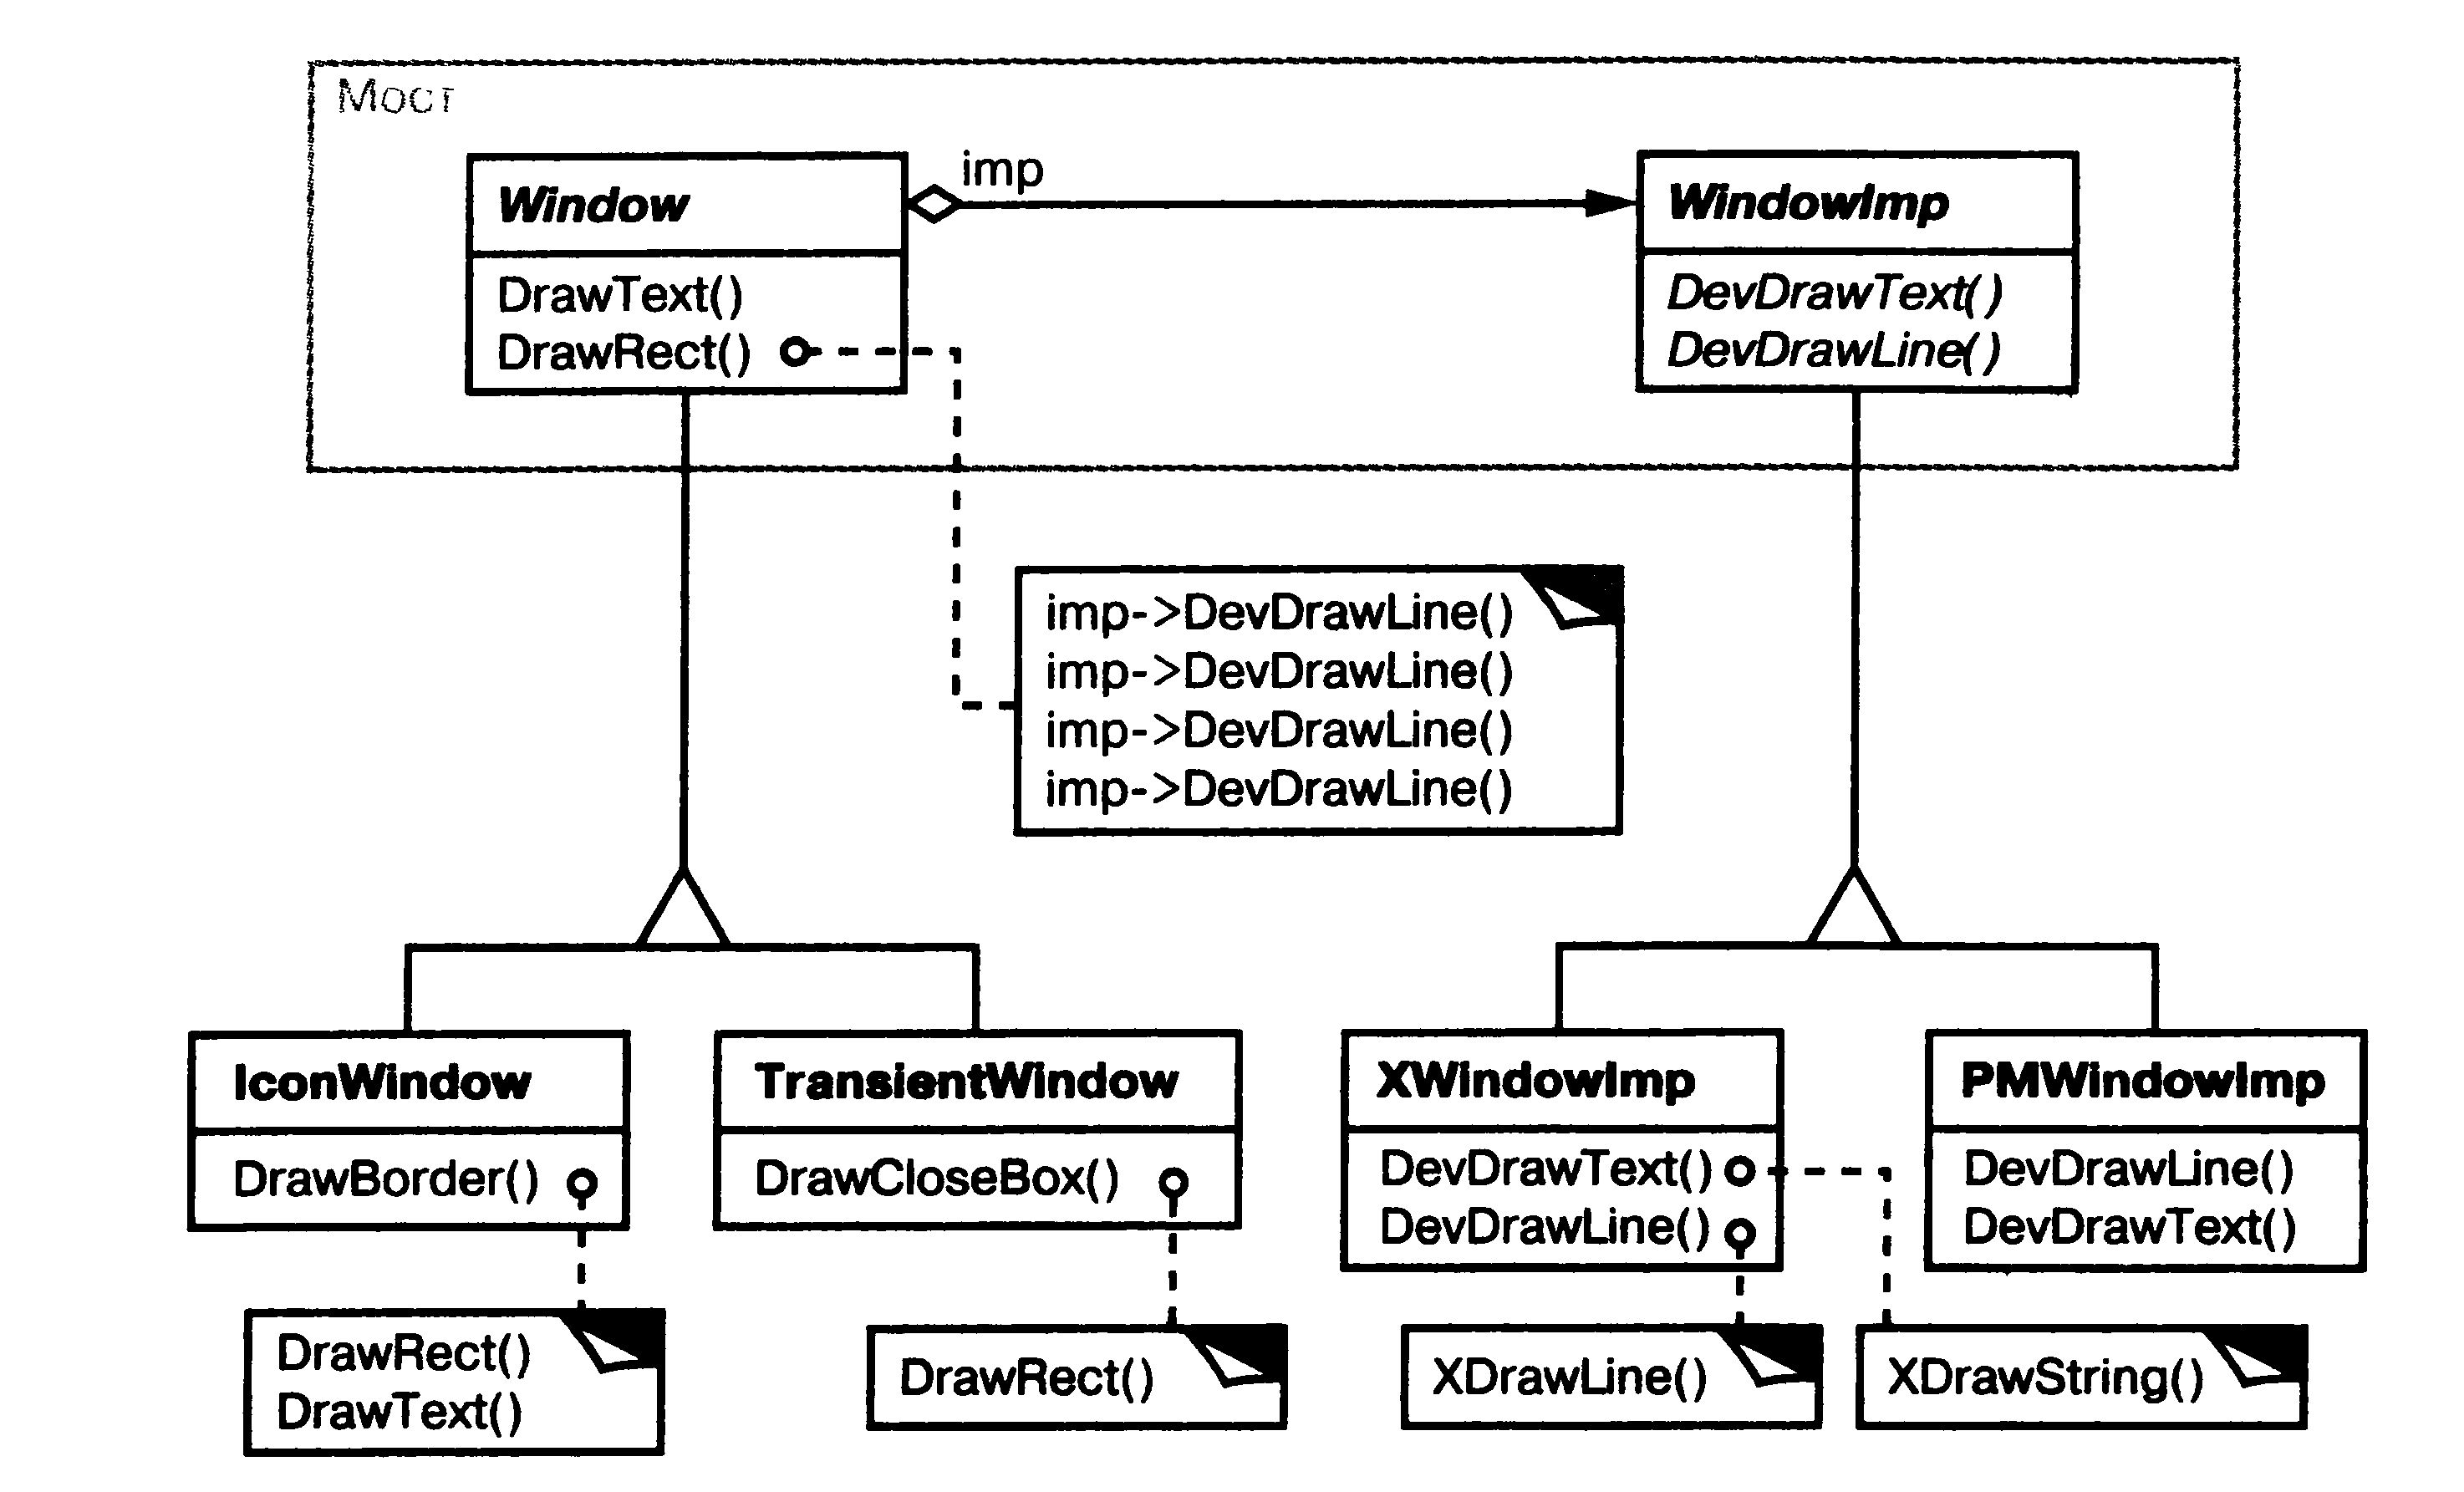 Мост
imp
Window
DrawText()
DrawRect()
WindowImp
DevDrawText()
DevDrawLine()
imp->DevDrawLine()
imp->DevDrawLine()
imp->DevDrawLine()
imp->DevDrawLine()
IconWindow
DrawBorder()
TransientWindow
DrawCloseBox()
XWindowImp
DevDrawText()
DevDrawLine()
PMWindowImp
DevDrawLine()
DevDrawText()
DrawRect()
DrawText()
DrawRect()
XDrawLine()
XDrawString()